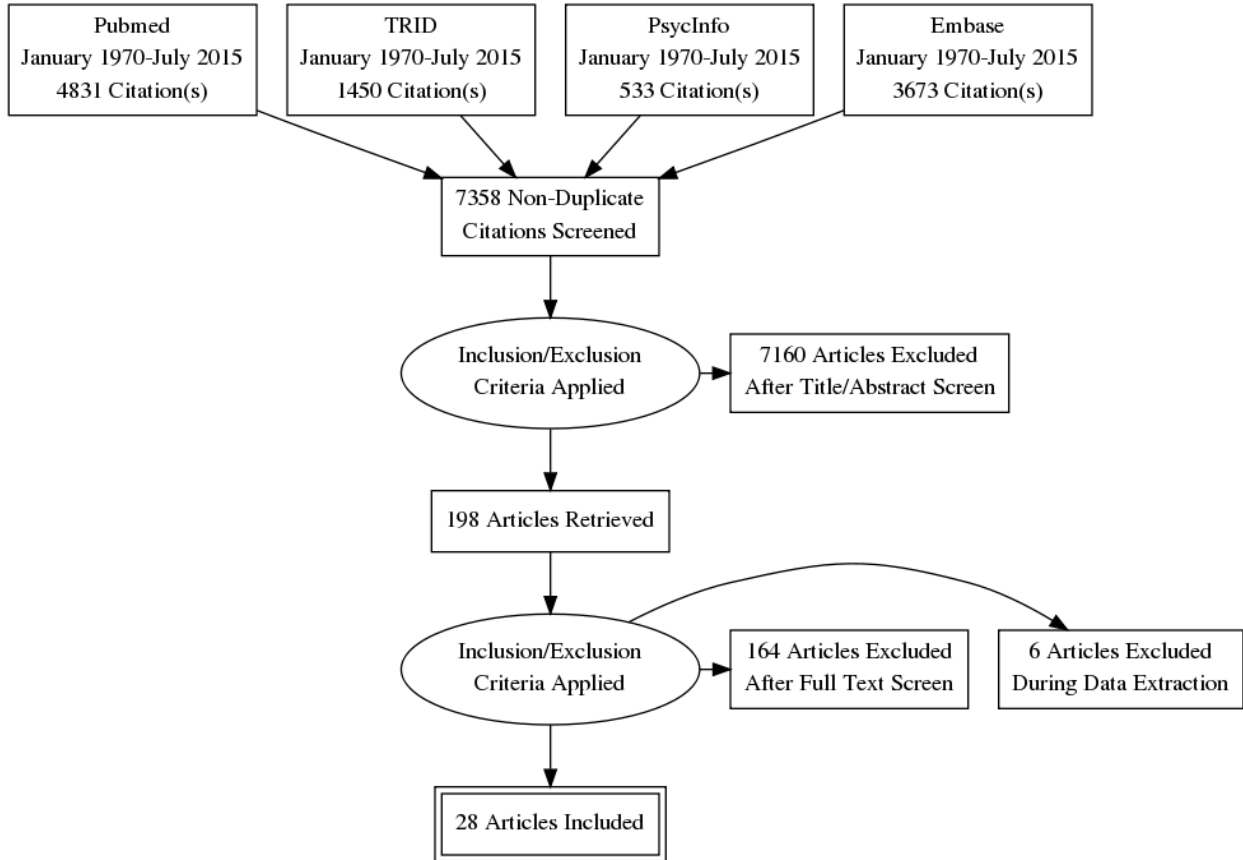 Pubmed
January 1970-July 2015
4831 Citation(s)
TRID
January 1970-July 2015
1450 Citation(s)
PsycInfo
January 1970-July 2015
533 Citation(s)
Embase
January 1970-July 2015
3673 Citation(s)
7358 Non-Duplicate
Citations Screened
Inclusion/Exclusion
Criteria Applied
7160 Articles Excluded
After Title/Abstract Screen
198 Articles Retrieved
Inclusion/Exclusion
Criteria Applied
164 Articles Excluded
After Full Text Screen
6 Articles Excluded
During Data Extraction
28 Articles Included